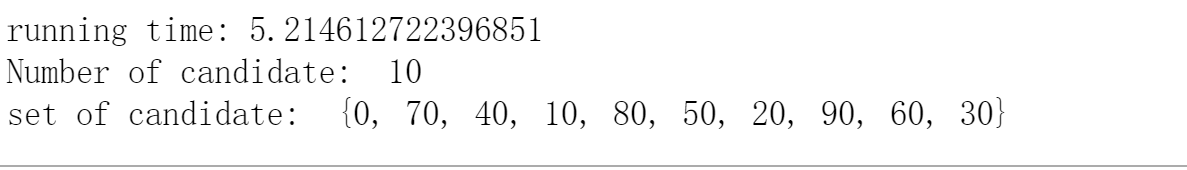 running time: 5.214612722396851
Number of candidate:  10
set of candidate:  {0, 70, 40, 10, 80, 50, 20, 90, 60, 30}